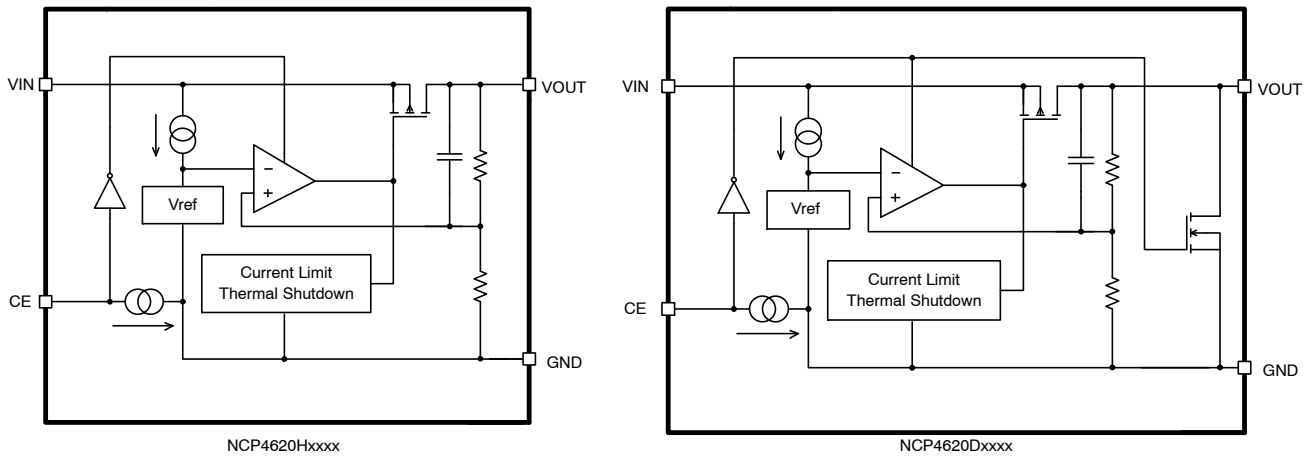 VIN
VOUT
−
+
Vref
Current Limit
Thermal Shutdown
CE
GND
NCP4620Hxxxx
VIN
VOUT
−
+
Vref
Current Limit
Thermal Shutdown
CE
GND
NCP4620Dxxxx